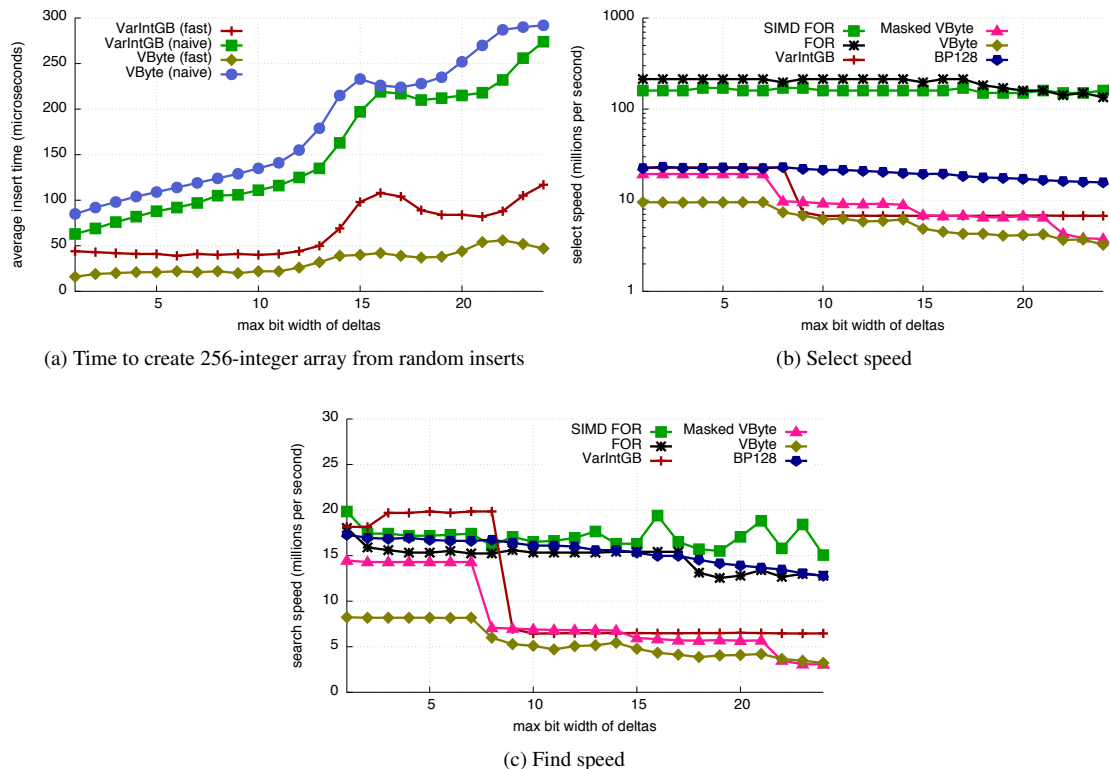 300
250
200
150
100
50
0
5
10
15
20
average insert time (microseconds)
max bit width of deltas
VarIntGB (fast)
VarIntGB (naive)
VByte (fast)
VByte (naive)
(a) Time to create 256-integer array from random inserts
1000
100
10
1
5
10
15
20
select speed (millions per second)
max bit width of deltas
SIMD FOR
FOR
VarIntGB
Masked VByte
VByte
BP128
(b) Select speed
30
25
20
15
10
5
0
5
10
15
20
search speed (millions per second)
max bit width of deltas
SIMD FOR
FOR
VarIntGB
Masked VByte
VByte
BP128
(c) Find speed